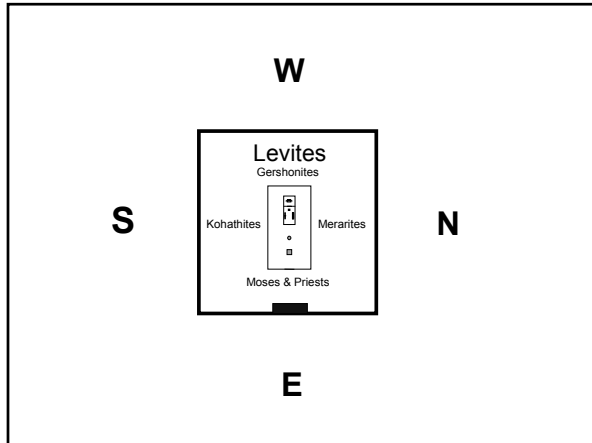 W
Levites
Gershonites
S
Kohathites
Merarites
N
Moses & Priests
E